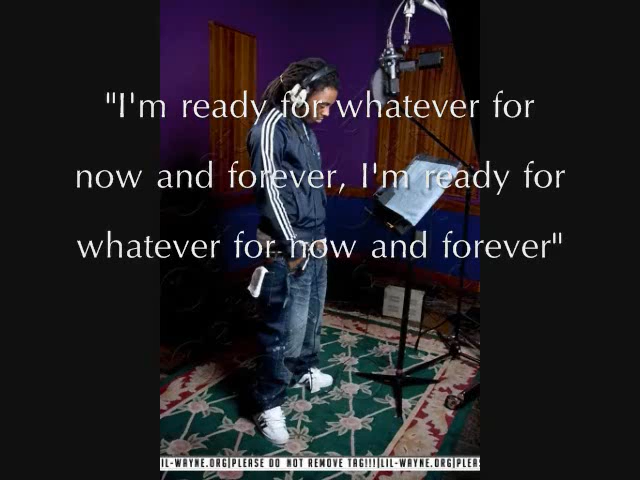 "I'm ready for whatever for
now and forever, I'm ready for
whatever for now and forever"
IL-WAYNE.ORG|PLEASE DO NOT REMOVE TAG!!!|LIL-WAYNE.ORG|PLEAS